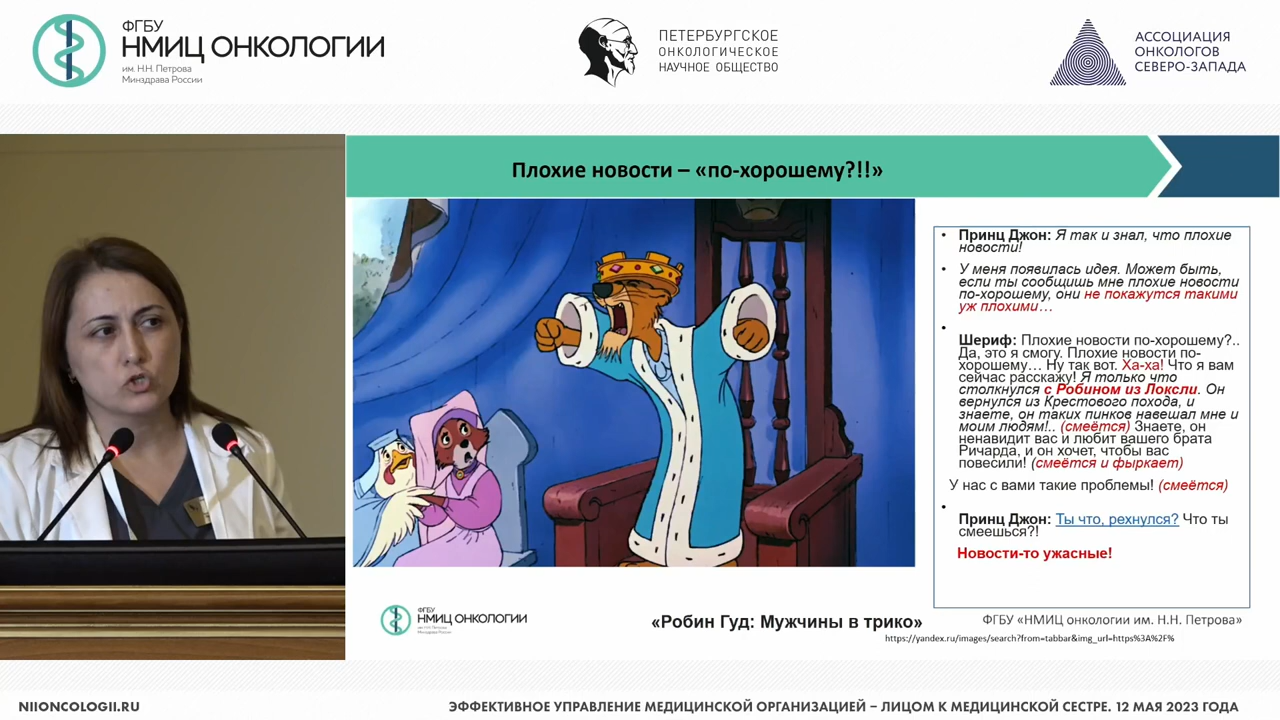 ФГБУ
НМИЦ ОНКОЛОГИИ
им. Н.Н. Петрова
Минздрава России
ПЕТЕРБУРГСКОЕ
ОНКОЛОГИЧЕСКОЕ
НАУЧНОЕ ОБЩЕСТВО
АССОЦИАЦИЯ
ОНКОЛОГОВ
СЕВЕРО-ЗАПАДА
Плохие новости – «по-хорошему?!!»
• Принц Джон: Я так и знал, что плохие
новости!
• У меня появилась идея. Может быть,
если ты сообщишь мне плохие новости
по-хорошему, они не покажутся такими
уж плохими…
•
Шериф: Плохие новости по-хорошему?..
Да, это я смогу. Плохие новости по-
хорошему… Ну так вот. Ха-ха! Что я вам
сейчас расскажу! Я только что
столкнулся с Робином из Локсли. Он
вернулся из Крестового похода, и
знаете, он таких пинков навешал мне и
моим людям!.. (смеётся) Знаете, он
ненавидит вас и любит вашего брата
Ричарда, и он хочет, чтобы вас
повесили! (смеётся и фыркает)
У нас с вами такие проблемы! (смеётся)
•
Принц Джон: Ты что, рехнулся? Что ты
смеешься?!
Новости-то ужасные!
ФГБУ
НМИЦ ОНКОЛОГИИ
им. Н.Н. Петрова
Минздрава России
«Робин Гуд: Мужчины в трико»
ФГБУ «НМИЦ онкологии им. Н.Н. Петрова»
https://yandex.ru/images/search?from=tabbar&img_url=https%3A%2F%
NIIONCOLOGII.RU
ЭФФЕКТИВНОЕ УПРАВЛЕНИЕ МЕДИЦИНСКОЙ ОРГАНИЗАЦИЕЙ – ЛИЦОМ К МЕДИЦИНСКОЙ СЕСТРЕ. 12 МАЯ 2023 ГОДА